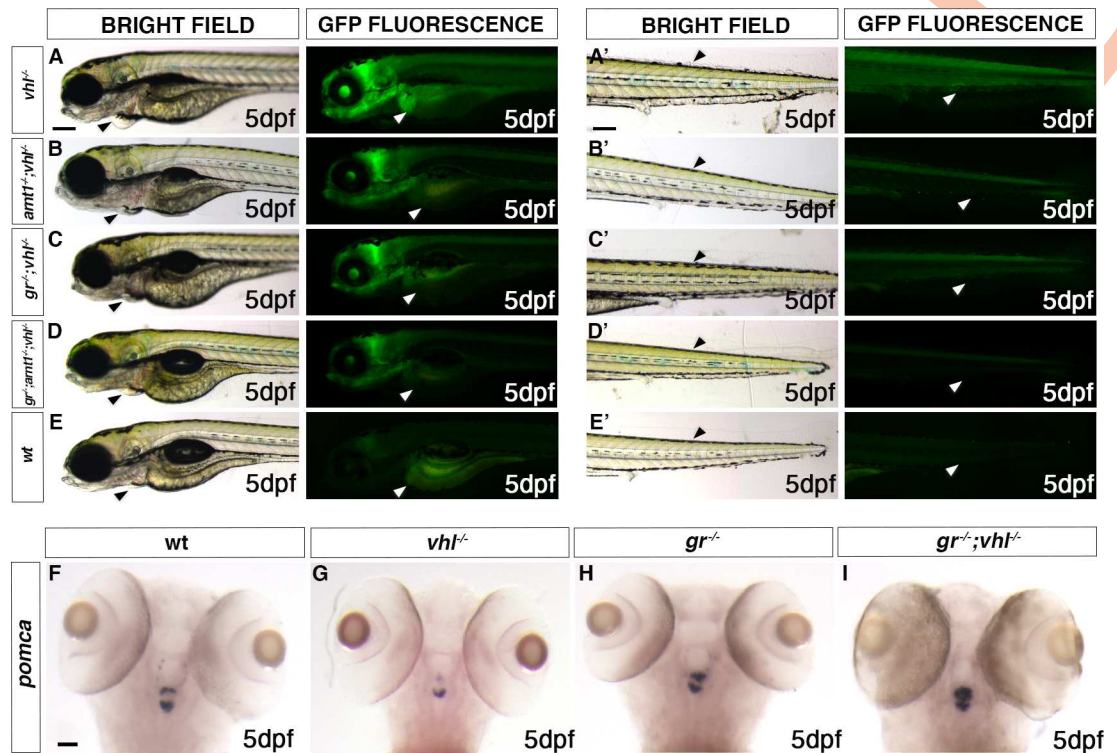 BRIGHT FIELD GFP FLUORESCENCE BRIGHT FIELD GFP FLUORESCENCE
vhl-/- A 5dpf 5dpf A' 5dpf 5dpf
arnt1-/-;vhl-/- B 5dpf 5dpf B' 5dpf 5dpf
gr-/-;vhl-/- C 5dpf 5dpf C' 5dpf 5dpf
gr-/-;arnt1-/-;vhl-/- D 5dpf 5dpf D' 5dpf 5dpf
wt E 5dpf 5dpf E' 5dpf 5dpf
wt vhl-/- gr-/- gr-/-;vhl-/-
pomca F 5dpf G 5dpf H 5dpf I 5dpf